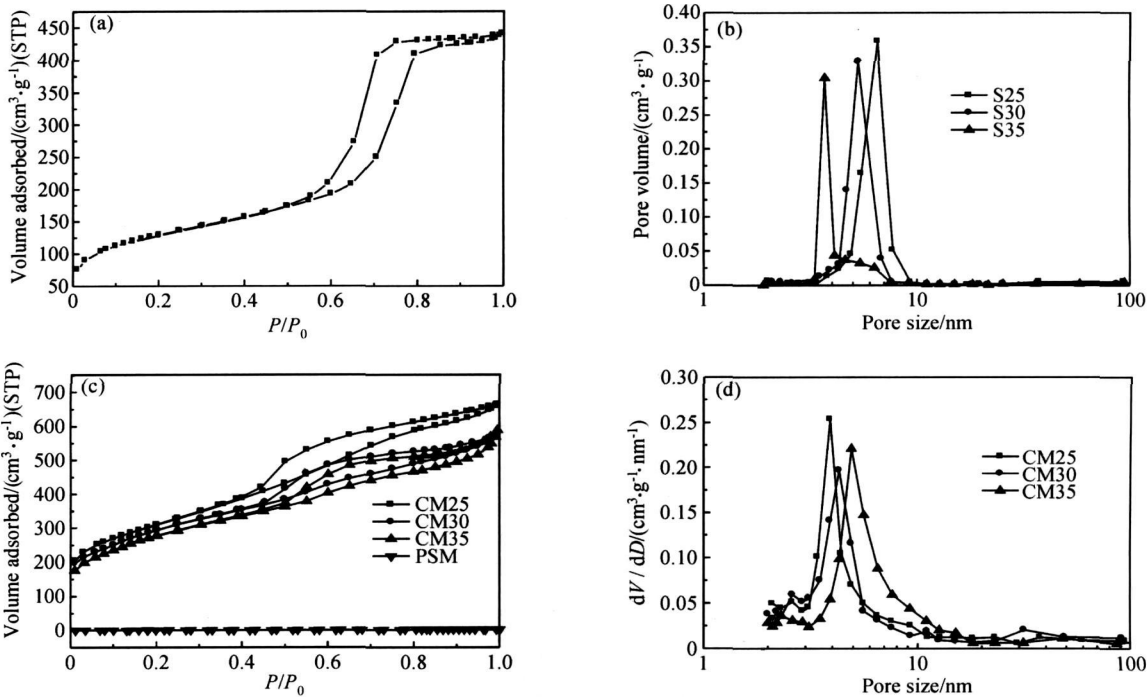 (a)
450
400
350
300
250
200
150
100
50
0
0
0.2
0.4
0.6
0.8
1.0
Volume adsorbed/(cm³·g⁻¹)(STP)
P/P₀
(b)
0.40
0.35
0.30
0.25
0.20
0.15
0.10
0.05
0
1
10
100
Pore volume/(cm³·g⁻¹)
Pore size/nm
S25
S30
S35
(c)
700
600
500
400
300
200
100
0
0
0.2
0.4
0.6
0.8
1.0
Volume adsorbed/(cm³·g⁻¹)(STP)
P/P₀
CM25
CM30
CM35
PSM
(d)
0.30
0.25
0.20
0.15
0.10
0.05
0
1
10
100
dV / dD/(cm³·g⁻¹·nm⁻¹)
Pore size/nm
CM25
CM30
CM35